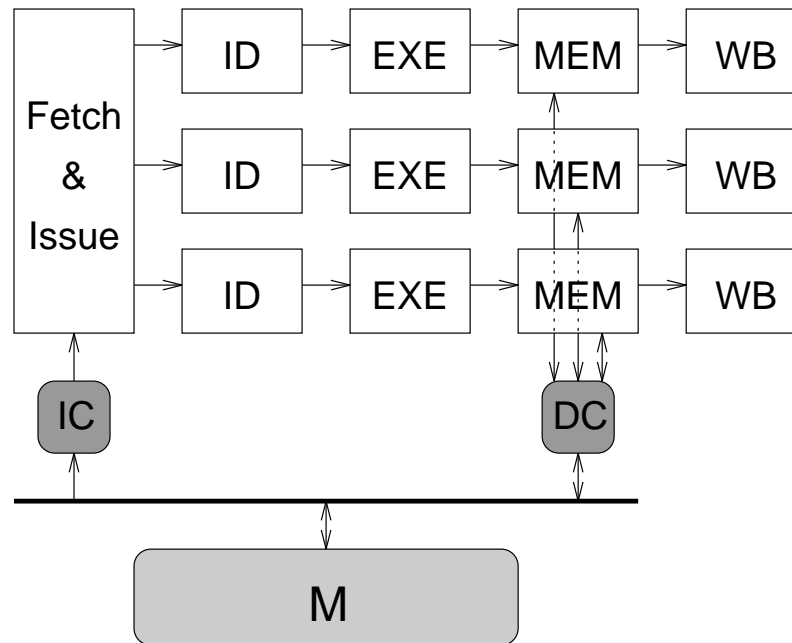 ID EXE MEM WB
Fetch
&
Issue
ID EXE MEM WB
ID EXE MEM WB
IC DC
M